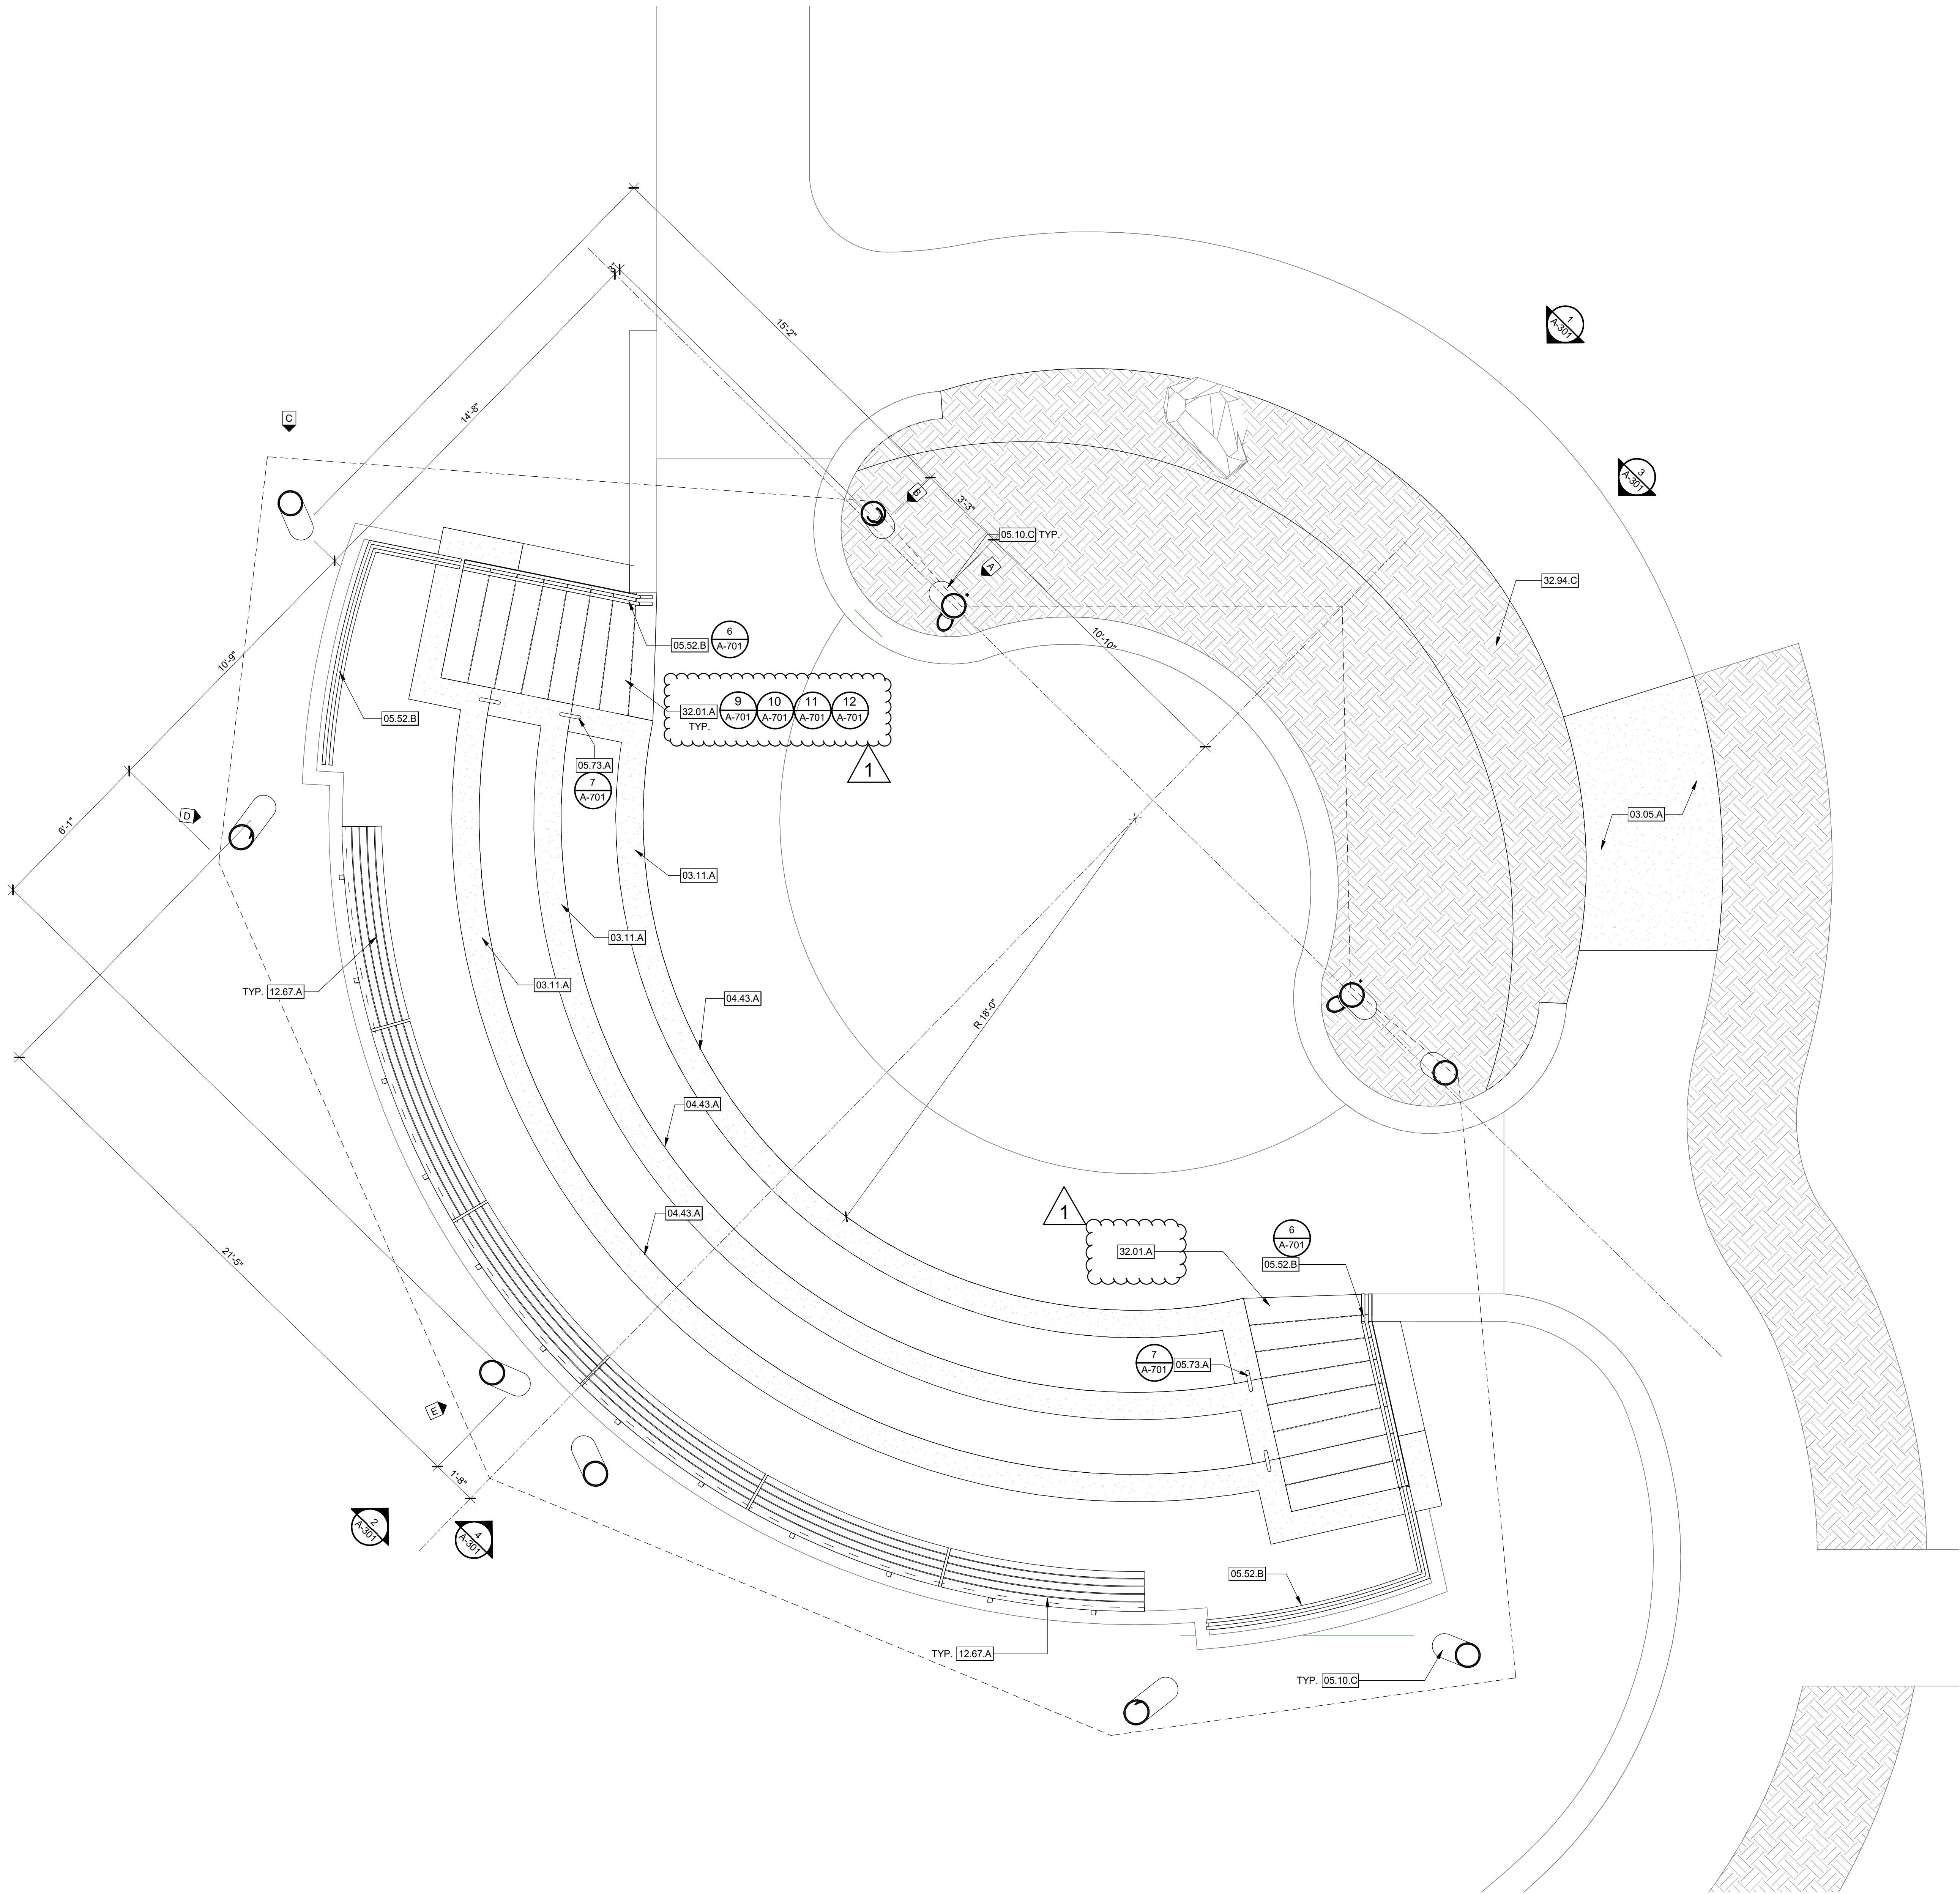 15'-2"
1
A-301
14'-8"
C
3
A-301
B
3'-3"
05.10.C TYP.
A
32.94.C
10'-10"
6
05.52.B A-701
10'-9"
05.52.B
9 10 11 12
32.01.A A-701 A-701 A-701 A-701
TYP.
1
05.73.A
7
A-701
D
03.05.A
6'-1"
03.11.A
03.11.A
03.11.A
TYP. 12.67.A
04.43.A
R 18'-0"
04.43.A
04.43.A
1
32.01.A
6
A-701
05.52.B
21'-5"
7
A-701 05.73.A
E
1'-8"
2
A-301
4
A-301
05.52.B
TYP. 12.67.A
TYP. 05.10.C